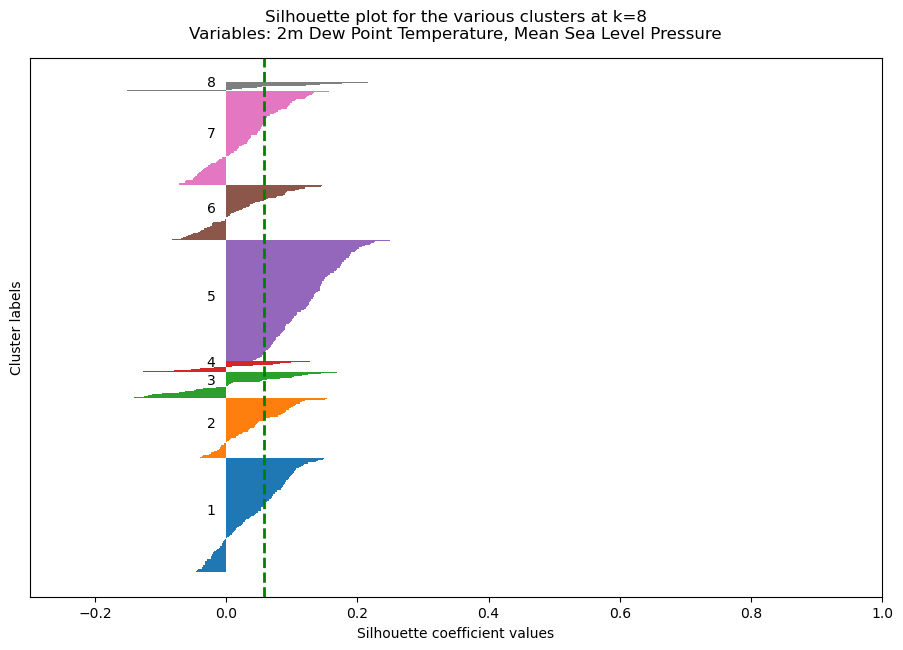 Silhouette plot for the various clusters at k=8
Variables: 2m Dew Point Temperature, Mean Sea Level Pressure
8
7
6
5
4
3
2
1
Cluster labels
−0.2 0.0 0.2 0.4 0.6 0.8 1.0
Silhouette coefficient values